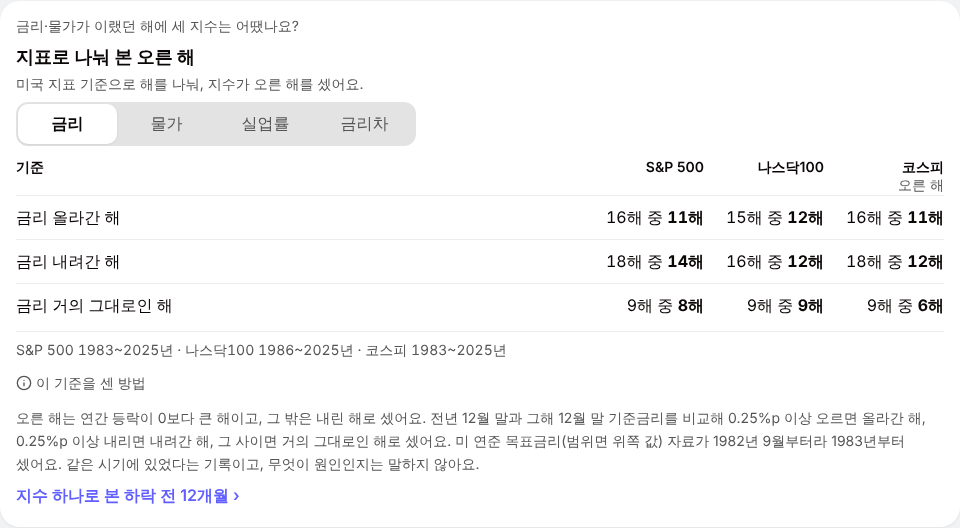 금리·물가가 이랬던 해에 세 지수는 어땠나요?
지표로 나눠 본 오른 해
미국 지표 기준으로 해를 나눠, 지수가 오른 해를 셌어요.
금리 물가 실업률 금리차
기준 S&P 500 나스닥100 코스피
오른 해
금리 올라간 해 16해 중 11해 15해 중 12해 16해 중 11해
금리 내려간 해 18해 중 14해 16해 중 12해 18해 중 12해
금리 거의 그대로인 해 9해 중 8해 9해 중 9해 9해 중 6해
S&P 500 1983~2025년 · 나스닥100 1986~2025년 · 코스피 1983~2025년
이 기준을 센 방법
오른 해는 연간 등락이 0보다 큰 해이고, 그 밖은 내린 해로 셌어요. 전년 12월 말과 그해 12월 말 기준금리를 비교해 0.25%p 이상 오르면 올라간 해,
0.25%p 이상 내리면 내려간 해, 그 사이면 거의 그대로인 해로 셌어요. 미 연준 목표금리(범위면 위쪽 값) 자료가 1982년 9월부터라 1983년부터
셌어요. 같은 시기에 있었다는 기록이고, 무엇이 원인인지는 말하지 않아요.
지수 하나로 본 하락 전 12개월 ›